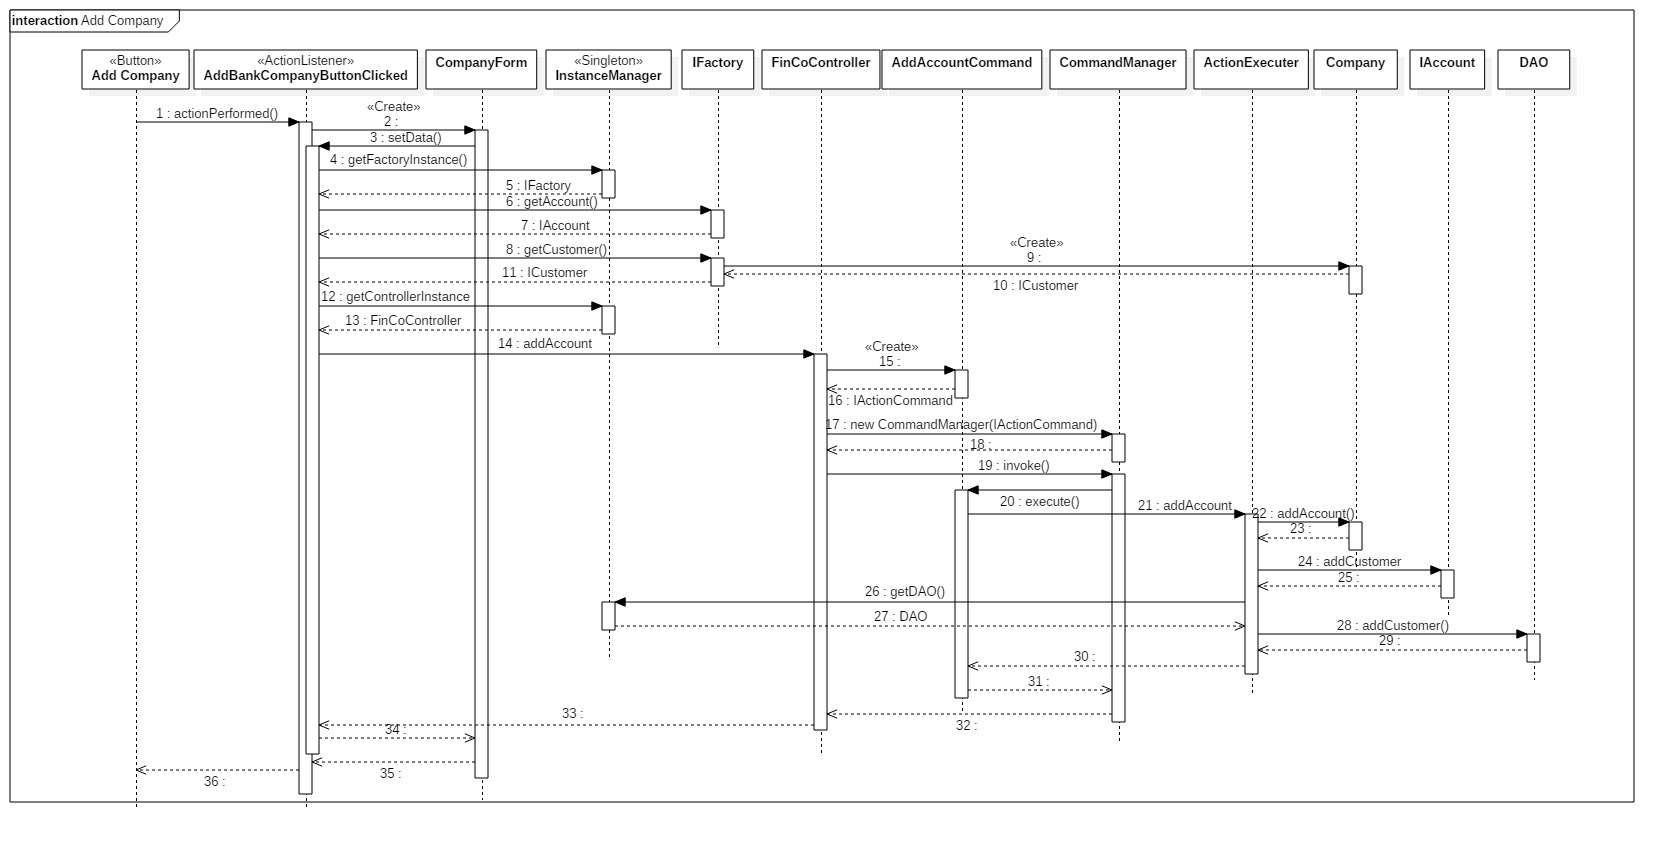 interaction Add Company
«Button»
Add Company
«ActionListener»
AddBankCompanyButtonClicked
CompanyForm
«Singleton»
InstanceManager
IFactory
FinCoController
AddAccountCommand
CommandManager
ActionExecuter
Company
IAccount
DAO
1 : actionPerformed()
«Create»
2 :
3 : setData()
4 : getFactoryInstance()
5 : IFactory
6 : getAccount()
7 : IAccount
8 : getCustomer()
«Create»
9 :
10 : ICustomer
11 : ICustomer
12 : getControllerInstance
13 : FinCoController
14 : addAccount
«Create»
15 :
16 : IActionCommand
17 : new CommandManager(IActionCommand)
18 :
19 : invoke()
20 : execute()
21 : addAccount
22 : addAccount()
23 :
24 : addCustomer
25 :
26 : getDAO()
27 : DAO
28 : addCustomer()
29 :
30 :
31 :
32 :
33 :
34 :
35 :
36 :